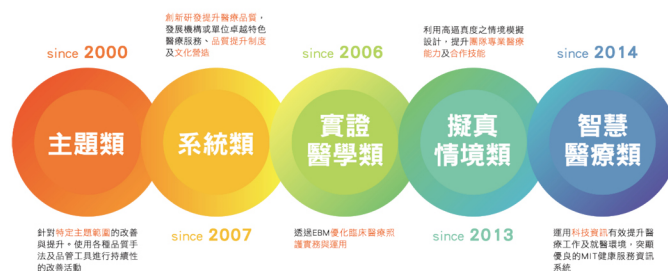 since 2000
主題類
針對特定主題範圍的改善
與提升。使用各種品質手
法及品管工具進行持續性
的改善活動
創新研發提升醫療品質，
發展機構或單位卓越特色
醫療服務、品質提升制度
及文化營造
系統類
since 2007
since 2006
實證
醫學類
透過EBM優化臨床醫療照
護實務與運用
利用高逼真度之情境模擬
設計，提升團隊專業醫療
能力及合作技能
擬真
情境類
since 2013
since 2014
智慧
醫療類
運用科技資訊有效提升醫
療工作及就醫環境，突顯
優良的MIT健康服務資訊
系統